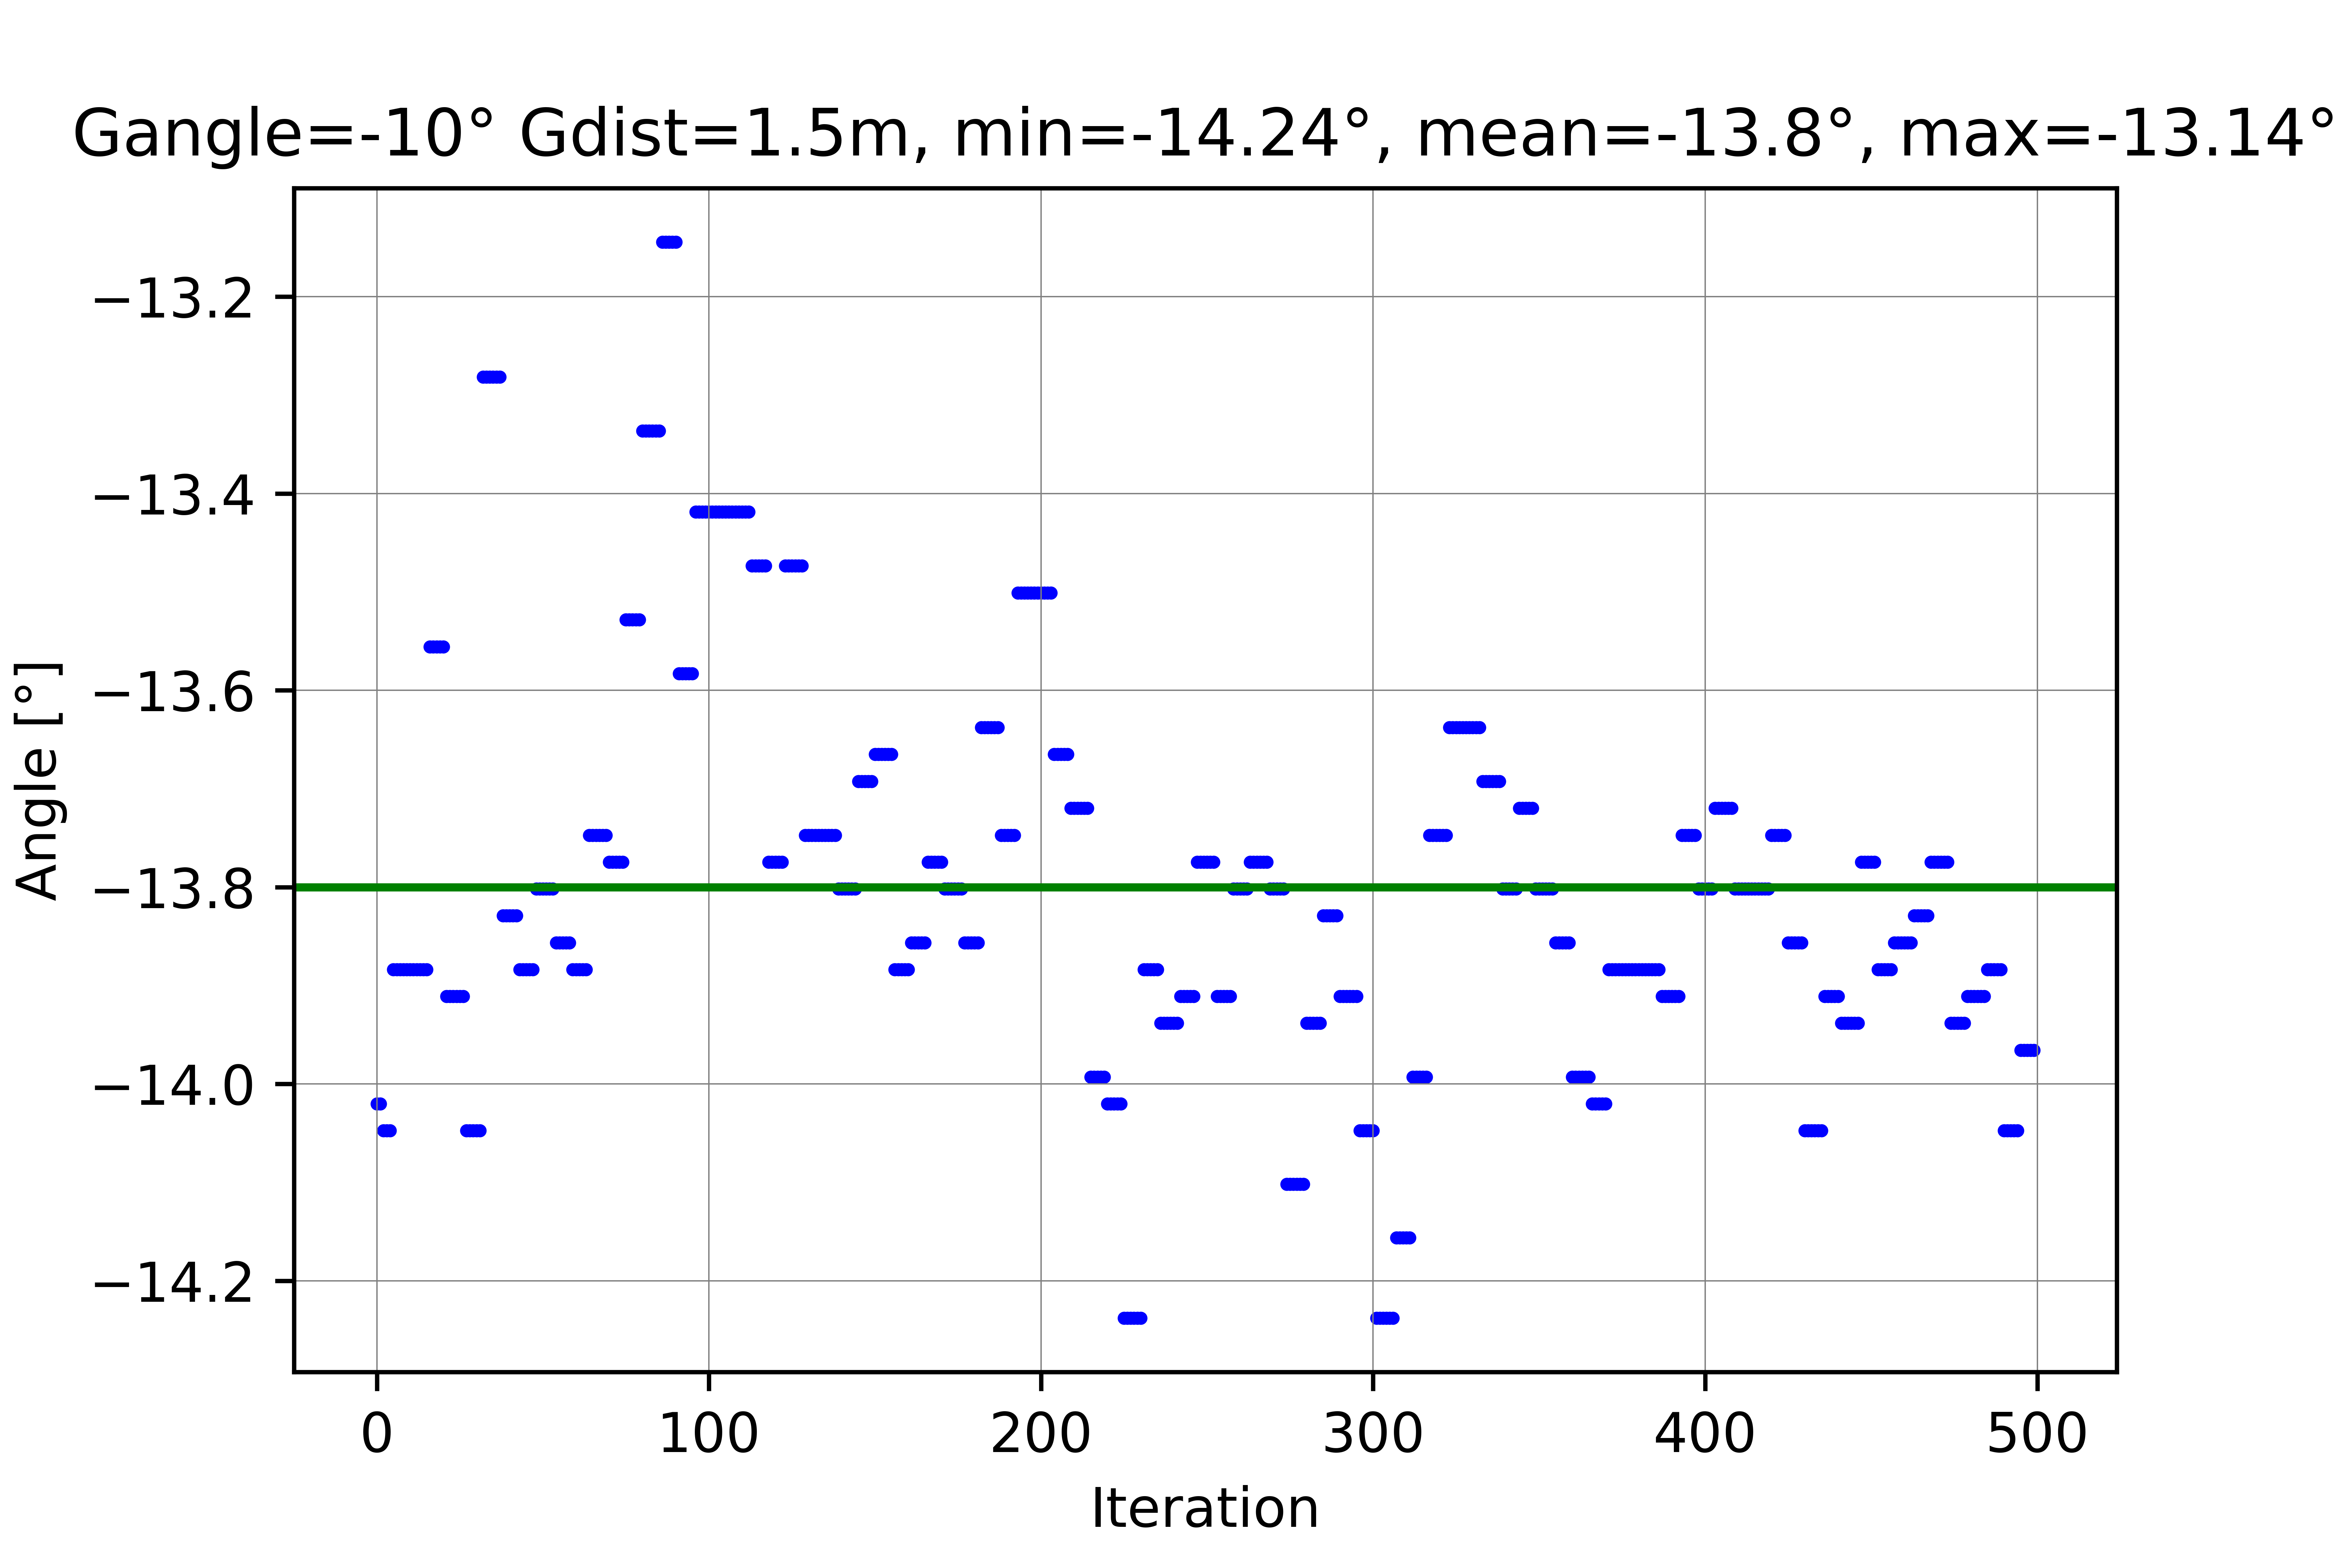 Gangle=-10° Gdist=1.5m, min=-14.24°, mean=-13.8°, max=-13.14°
−13.2
−13.4
−13.6
−13.8
−14.0
−14.2
Angle [°]
0 100 200 300 400 500
Iteration